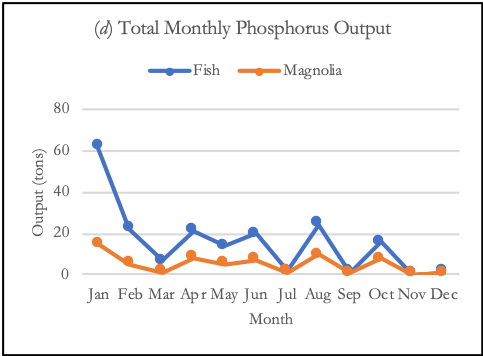 (d) Total Monthly Phosphorus Output
Fish Magnolia
80
60
40
20
0
Output (tons)
Jan Feb Mar Apr May Jun Jul Aug Sep Oct Nov Dec
Month